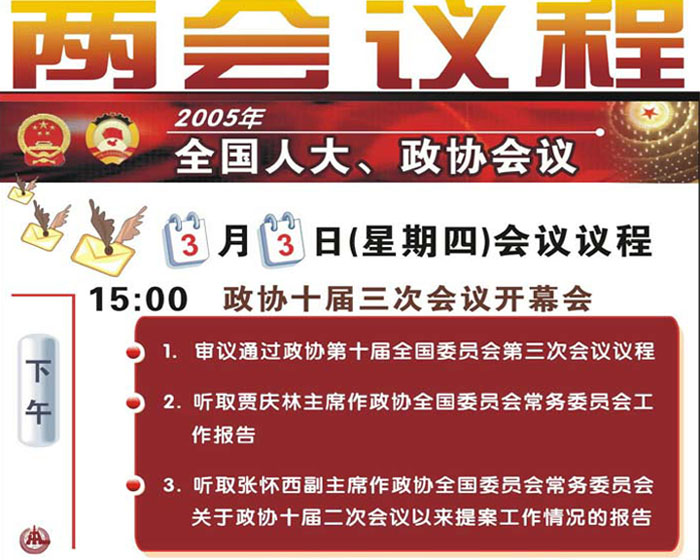 两会议程
2005年
全国人大、政协会议
3月3日(星期四)会议议程
15:00 政协十届三次会议开幕会
下午
1. 审议通过政协第十届全国委员会第三次会议议程
2. 听取贾庆林主席作政协全国委员会常务委员会工
作报告
3. 听取张怀西副主席作政协全国委员会常务委员会
关于政协十届二次会议以来提案工作情况的报告